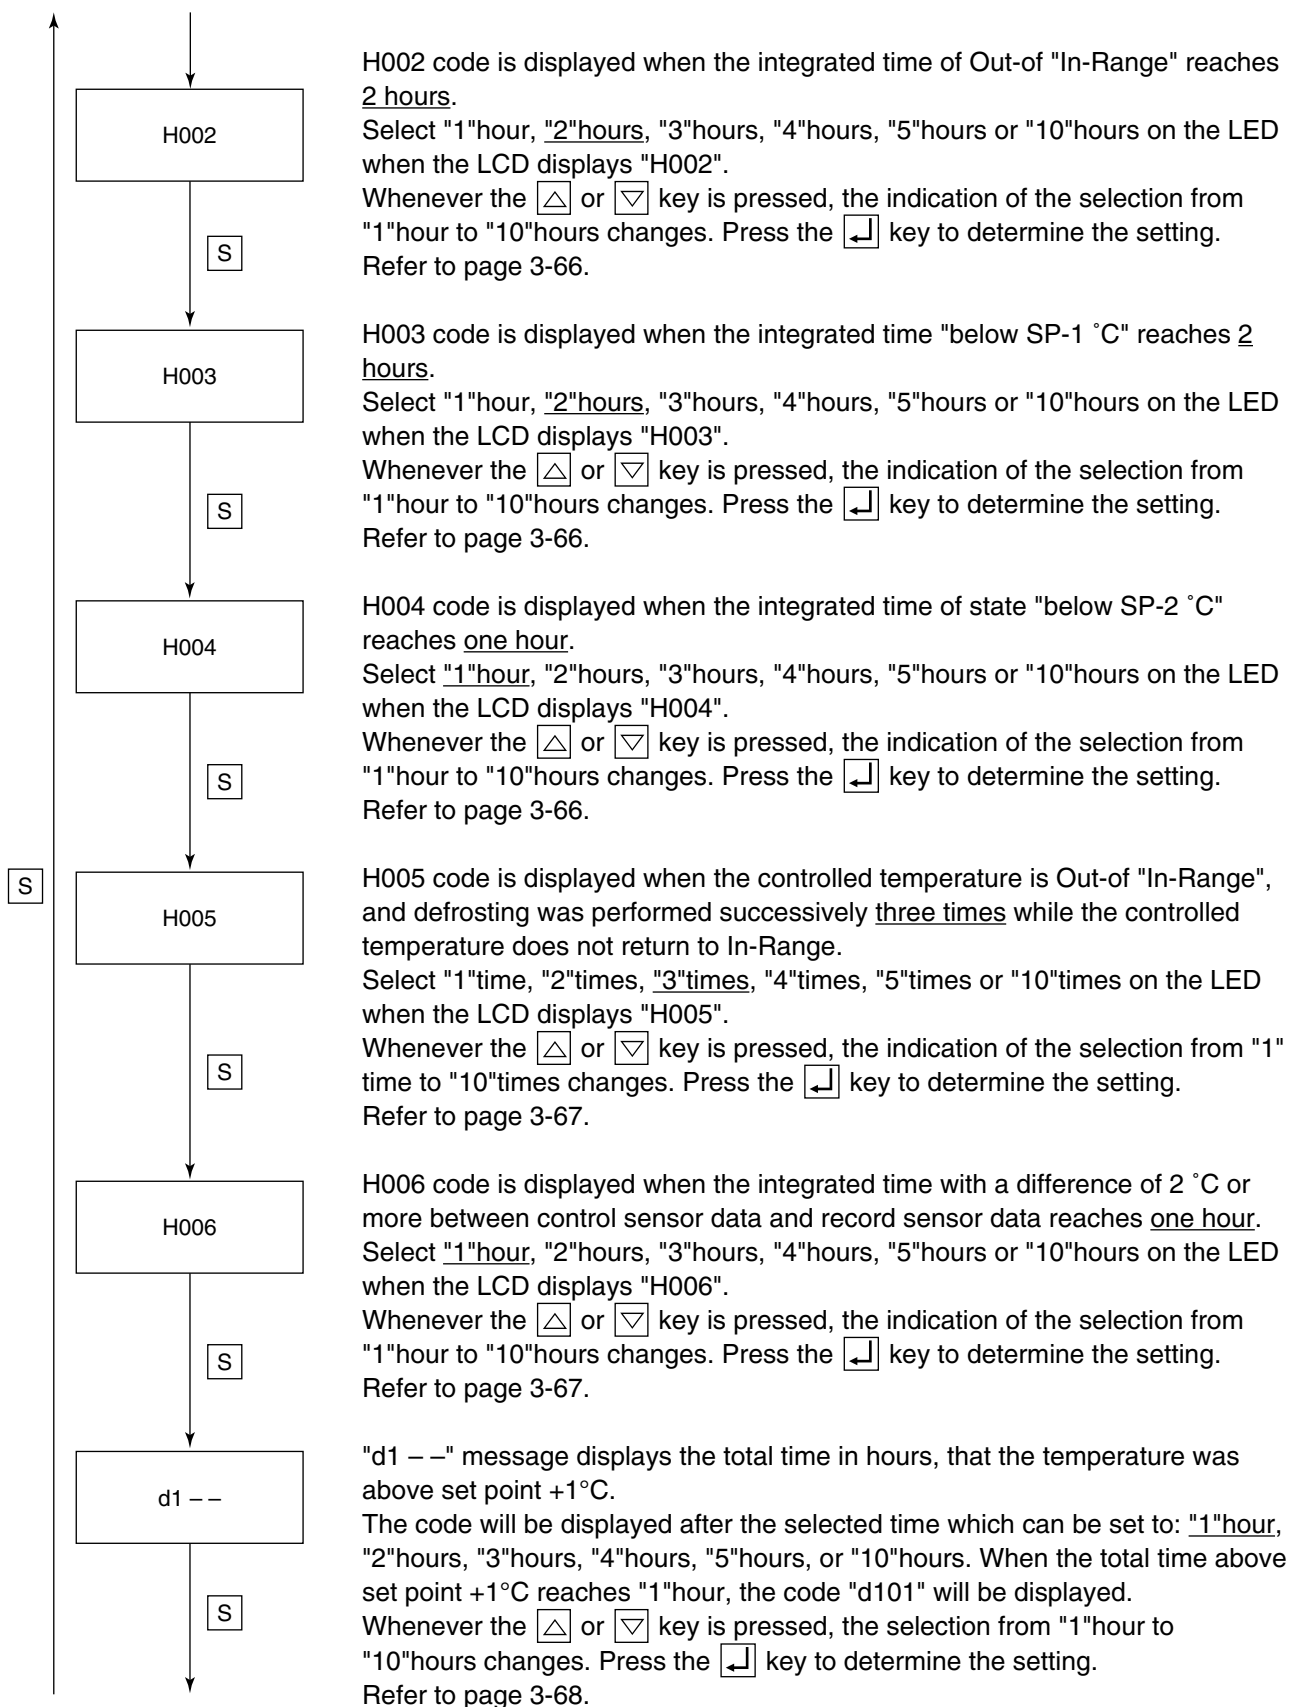 H002 code is displayed when the integrated time of Out-of "In-Range" reaches
2 hours.
H002
Select "1"hour, "2"hours, "3"hours, "4"hours, "5"hours or "10"hours on the LED
when the LCD displays "H002".
Whenever the △ or ▽ key is pressed, the indication of the selection from
"1"hour to "10"hours changes. Press the ↵ key to determine the setting.
S
Refer to page 3-66.
H003 code is displayed when the integrated time "below SP-1 ˚C" reaches 2
hours.
H003
Select "1"hour, "2"hours, "3"hours, "4"hours, "5"hours or "10"hours on the LED
when the LCD displays "H003".
Whenever the △ or ▽ key is pressed, the indication of the selection from
"1"hour to "10"hours changes. Press the ↵ key to determine the setting.
S
Refer to page 3-66.
H004 code is displayed when the integrated time of state "below SP-2 ˚C"
reaches one hour.
H004
Select "1"hour, "2"hours, "3"hours, "4"hours, "5"hours or "10"hours on the LED
when the LCD displays "H004".
Whenever the △ or ▽ key is pressed, the indication of the selection from
"1"hour to "10"hours changes. Press the ↵ key to determine the setting.
S
Refer to page 3-66.
S
H005 code is displayed when the controlled temperature is Out-of "In-Range",
and defrosting was performed successively three times while the controlled
H005
temperature does not return to In-Range.
Select "1"time, "2"times, "3"times, "4"times, "5"times or "10"times on the LED
when the LCD displays "H005".
Whenever the △ or ▽ key is pressed, the indication of the selection from "1"
S
time to "10"times changes. Press the ↵ key to determine the setting.
Refer to page 3-67.
H006 code is displayed when the integrated time with a difference of 2 ˚C or
more between control sensor data and record sensor data reaches one hour.
H006
Select "1"hour, "2"hours, "3"hours, "4"hours, "5"hours or "10"hours on the LED
when the LCD displays "H006".
Whenever the △ or ▽ key is pressed, the indication of the selection from
"1"hour to "10"hours changes. Press the ↵ key to determine the setting.
S
Refer to page 3-67.
"d1 – –" message displays the total time in hours, that the temperature was
above set point +1°C.
d1 – –
The code will be displayed after the selected time which can be set to: "1"hour,
"2"hours, "3"hours, "4"hours, "5"hours, or "10"hours. When the total time above
set point +1°C reaches "1"hour, the code "d101" will be displayed.
S
Whenever the △ or ▽ key is pressed, the selection from "1"hour to
"10"hours changes. Press the ↵ key to determine the setting.
Refer to page 3-68.